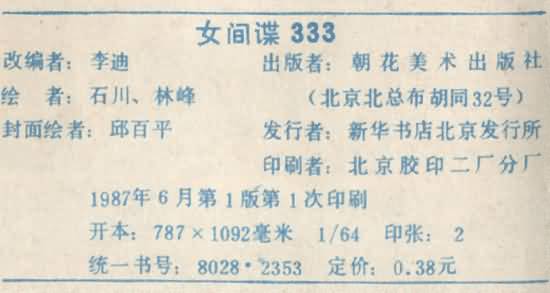 女间谍 333
改编者：李迪 出版者：朝花美术出版社
绘 者：石川、林峰 （北京北总布胡同32号）
封面绘者：邱百平 发行者：新华书店北京发行所
印刷者：北京胶印二厂分厂
1987年 6 月第 1 版第 1 次印刷
开本：787×1092毫米 1/64 印张：2
统一书号：8028·2353 定价：0.38元